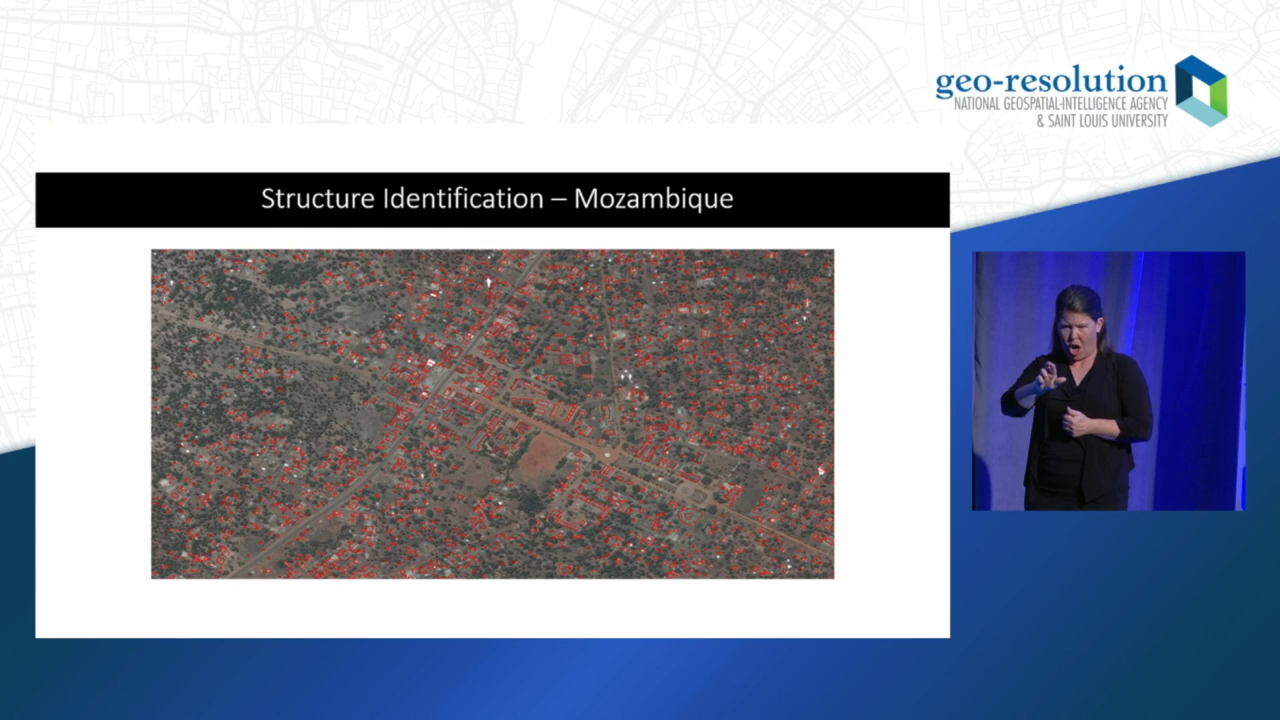 geo-resolution
NATIONAL GEOSPATIAL-INTELLIGENCE AGENCY
& SAINT LOUIS UNIVERSITY
Structure Identification – Mozambique